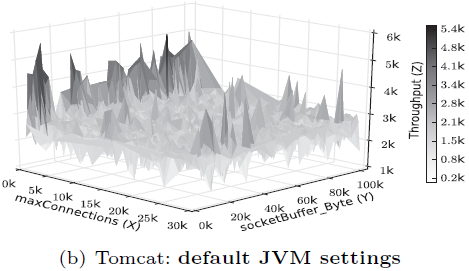 6k
5k
4k
3k
2k
1k
0k
5k
10k
15k
20k
25k
30k
maxConnections (X)
0k
20k
40k
60k
80k
100k
socketBuffer_Byte (Y)
Throughput (Z)
5.4k
4.8k
4.1k
3.4k
2.8k
2.1k
1.5k
0.8k
0.2k
(b) Tomcat: default JVM settings